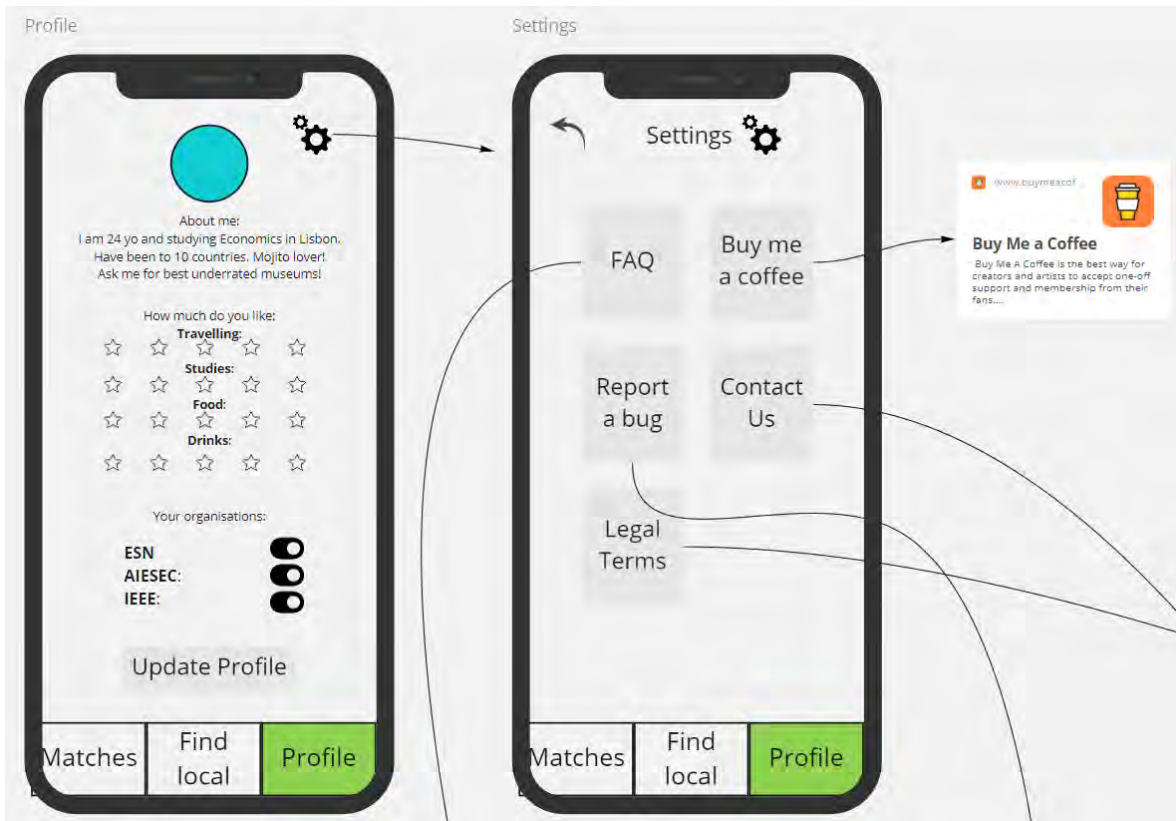 Profile
About me:
I am 24 yo and studying Economics in Lisbon.
Have been to 10 countries. Mojito lover!
Ask me for best underrated museums!
How much do you like:
Travelling:
Studies:
Food:
Drinks:
Your organisations:
ESN
AIESEC:
IEEE:
Update Profile
Matches
Find
local
Profile
Settings
Settings
FAQ
Buy me
a coffee
Report
a bug
Contact
Us
Legal
Terms
Matches
Find
local
Profile
www.buymeacof...
Buy Me a Coffee
Buy Me A Coffee is the best way for
creators and artists to accept one-off
support and membership from their
fans....